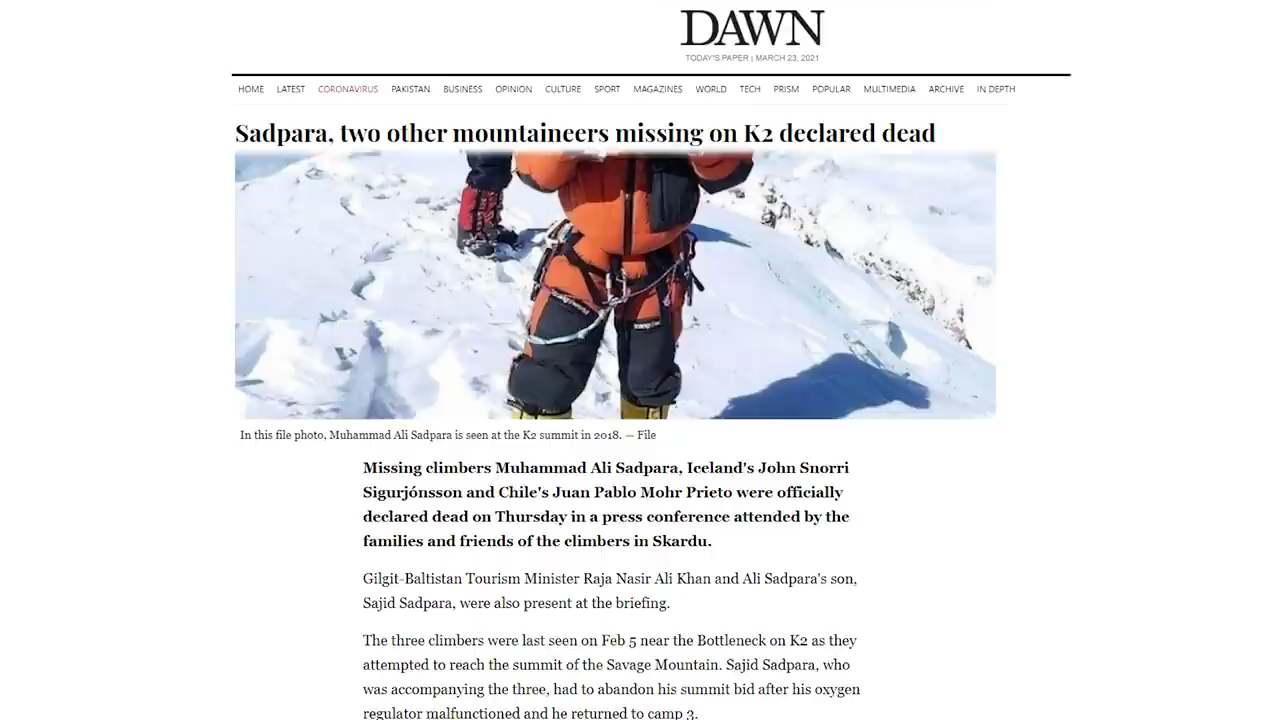 DAWN
TODAY'S PAPER | MARCH 23, 2021
HOME LATEST CORONAVIRUS PAKISTAN BUSINESS OPINION CULTURE SPORT MAGAZINES WORLD TECH PRISM POPULAR MULTIMEDIA ARCHIVE IN DEPTH
Sadpara, two other mountaineers missing on K2 declared dead
In this file photo, Muhammad Ali Sadpara is seen at the K2 summit in 2018. — File
Missing climbers Muhammad Ali Sadpara, Iceland's John Snorri
Sigurjónsson and Chile's Juan Pablo Mohr Prieto were officially
declared dead on Thursday in a press conference attended by the
families and friends of the climbers in Skardu.
Gilgit-Baltistan Tourism Minister Raja Nasir Ali Khan and Ali Sadpara's son,
Sajid Sadpara, were also present at the briefing.
The three climbers were last seen on Feb 5 near the Bottleneck on K2 as they
attempted to reach the summit of the Savage Mountain. Sajid Sadpara, who
was accompanying the three, had to abandon his summit bid after his oxygen
regulator malfunctioned and he returned to camp 3.